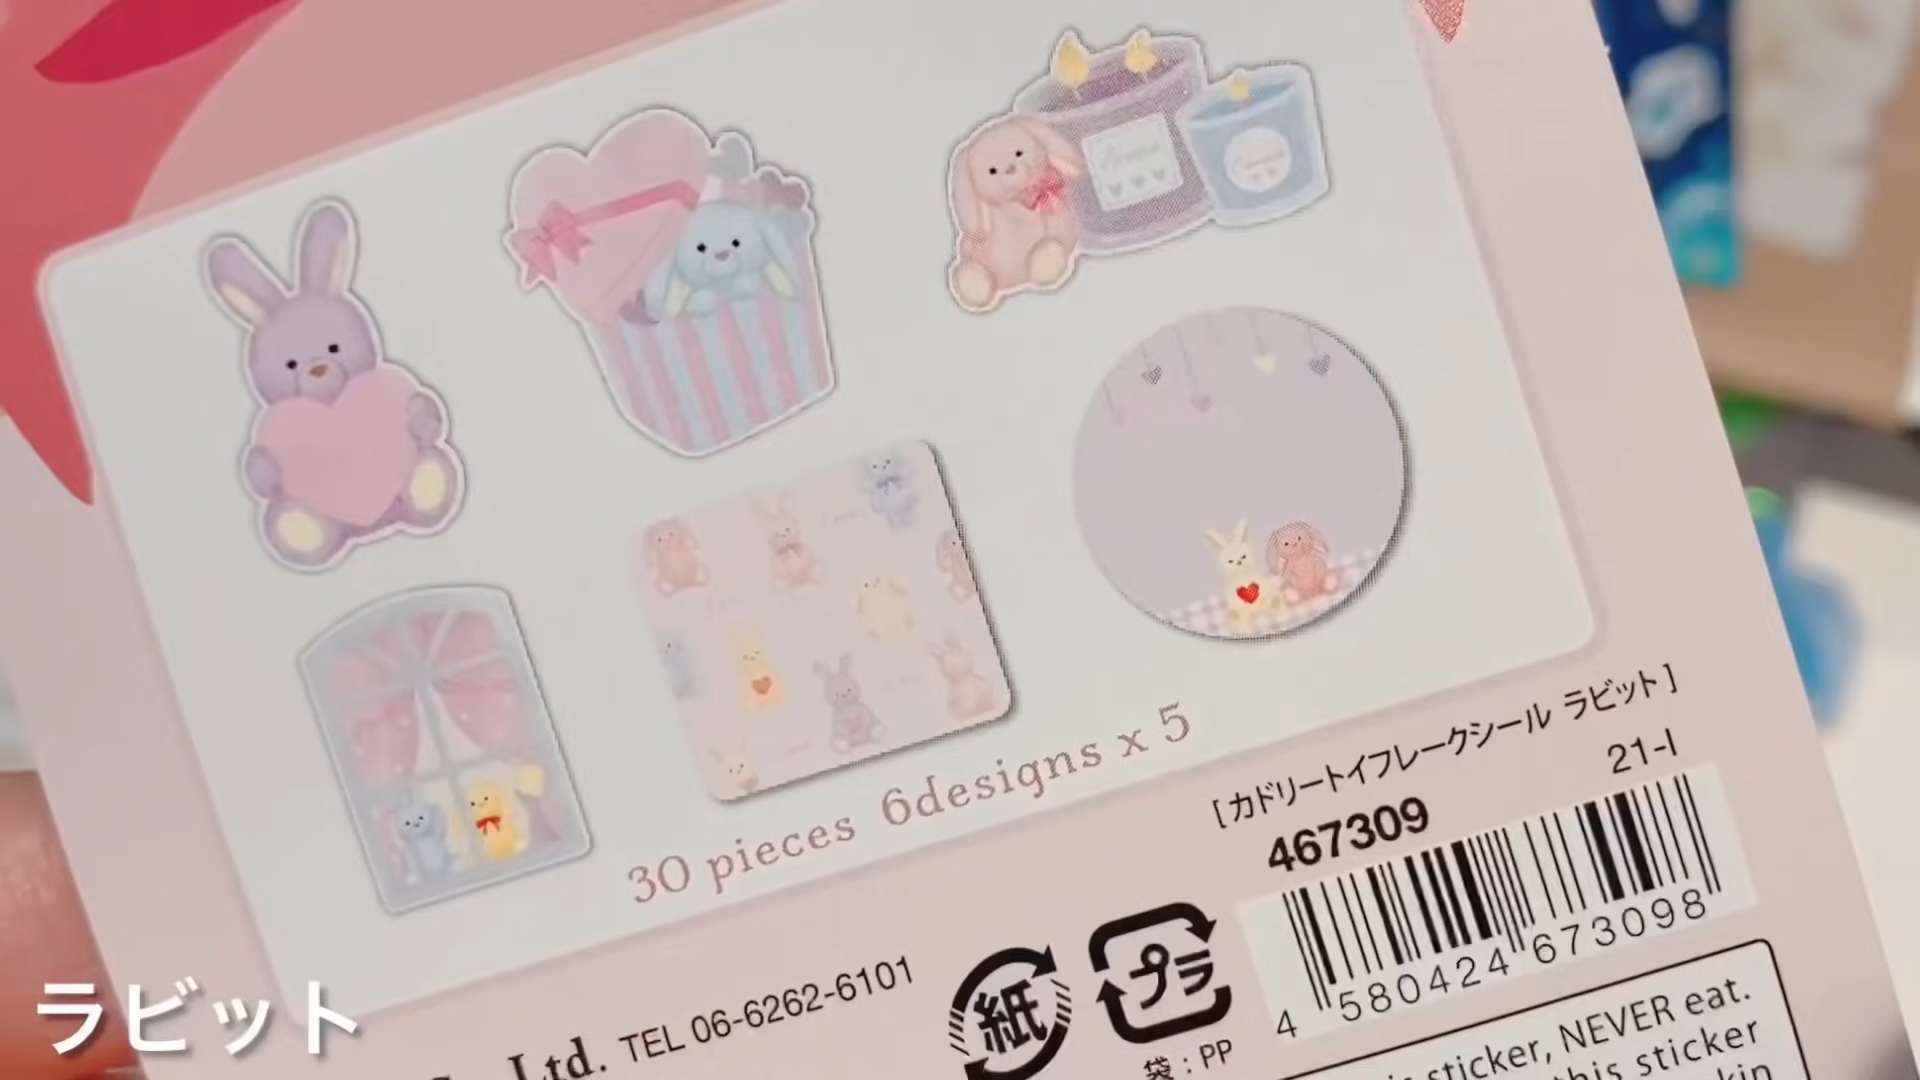 30 pieces 6designs x 5
[カドリートイフレークシール ラビット]
21-I
467309
4 580424 673098
Ltd. TEL 06-6262-6101
紙
プラ
袋：PP
sticker, NEVER eat.
this sticker
ラビット